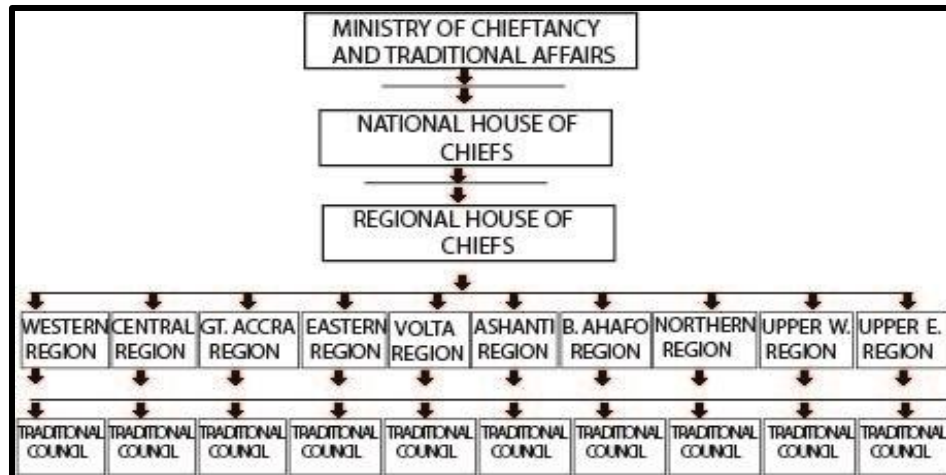 MINISTRY OF CHIEFTANCY
AND TRADITIONAL AFFAIRS
NATIONAL HOUSE OF
CHIEFS
REGIONAL HOUSE OF
CHIEFS
WESTERN
REGION
CENTRAL
REGION
GT. ACCRA
REGION
EASTERN
REGION
VOLTA
REGION
ASHANTI
REGION
B. AHAFO
REGION
NORTHERN
REGION
UPPER W.
REGION
UPPER E.
REGION
TRADITIONAL
COUNCIL
TRADITIONAL
COUNCIL
TRADITIONAL
COUNCIL
TRADITIONAL
COUNCIL
TRADITIONAL
COUNCIL
TRADITIONAL
COUNCIL
TRADITIONAL
COUNCIL
TRADITIONAL
COUNCIL
TRADITIONAL
COUNCIL
TRADITIONAL
COUNCIL